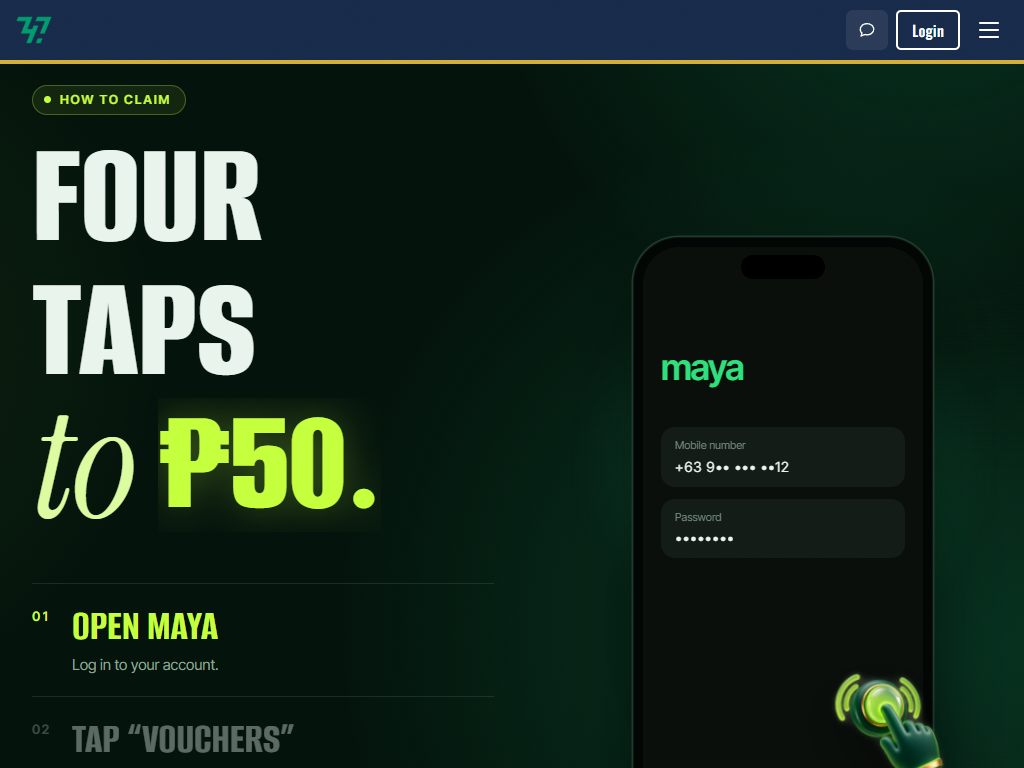 Login
HOW TO CLAIM
FOUR
TAPS
to ₱50.
01
OPEN MAYA
Log in to your account.
02
TAP “VOUCHERS”
maya
Mobile number
+63 9•• ••• ••12
Password
••••••••